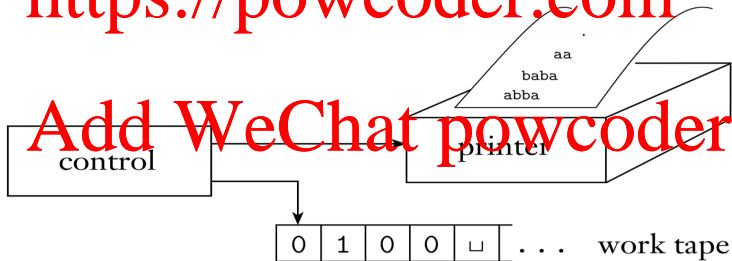 https://powcoder.com
aa
baba
abba
Add WeChat powcoder
control
printer
0 1 0 0 ␣ . . . work tape